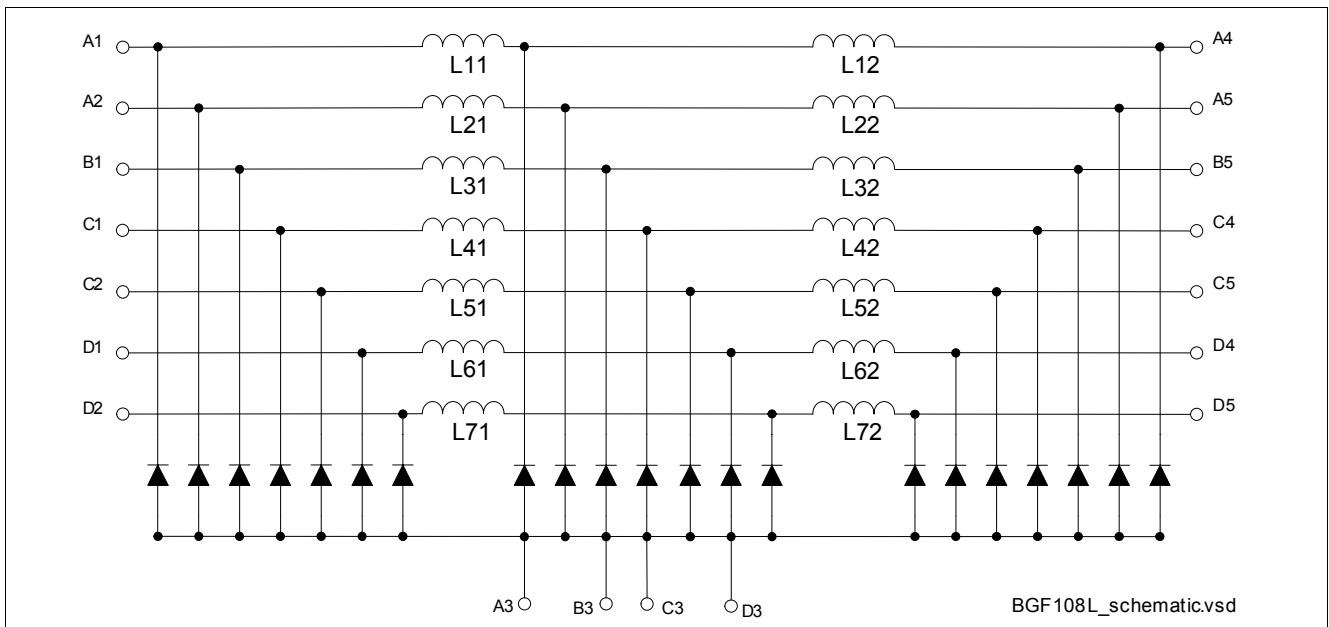 A1 A4
L11 L12
A2 A5
L21 L22
B1 B5
L31 L32
C1 C4
L41 L42
C2 C5
L51 L52
D1 D4
L61 L62
D2 D5
L71 L72
A3 B3 C3 D3 BGF108L_schematic.vsd